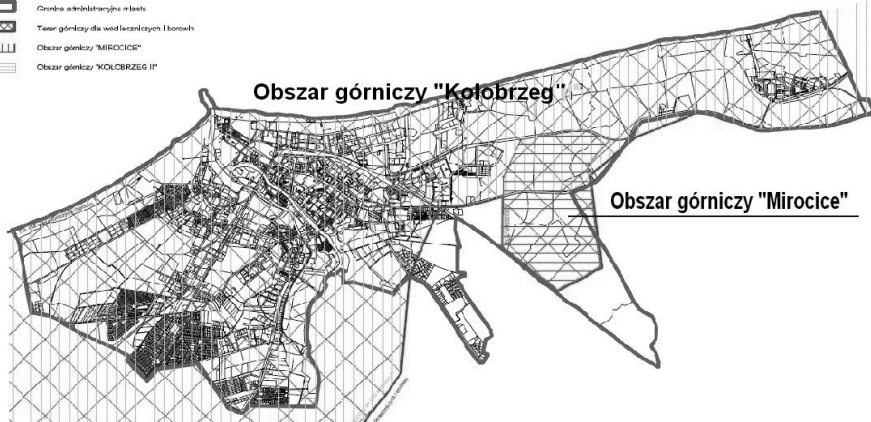 Granica administracyjna miasta
Teren górniczy dla wód leczniczych i borowin
Obszar górniczy "MIROCICE"
Obszar górniczy "KOŁOBRZEG II"
Obszar górniczy "Kołobrzeg"
Obszar górniczy "Mirocice"